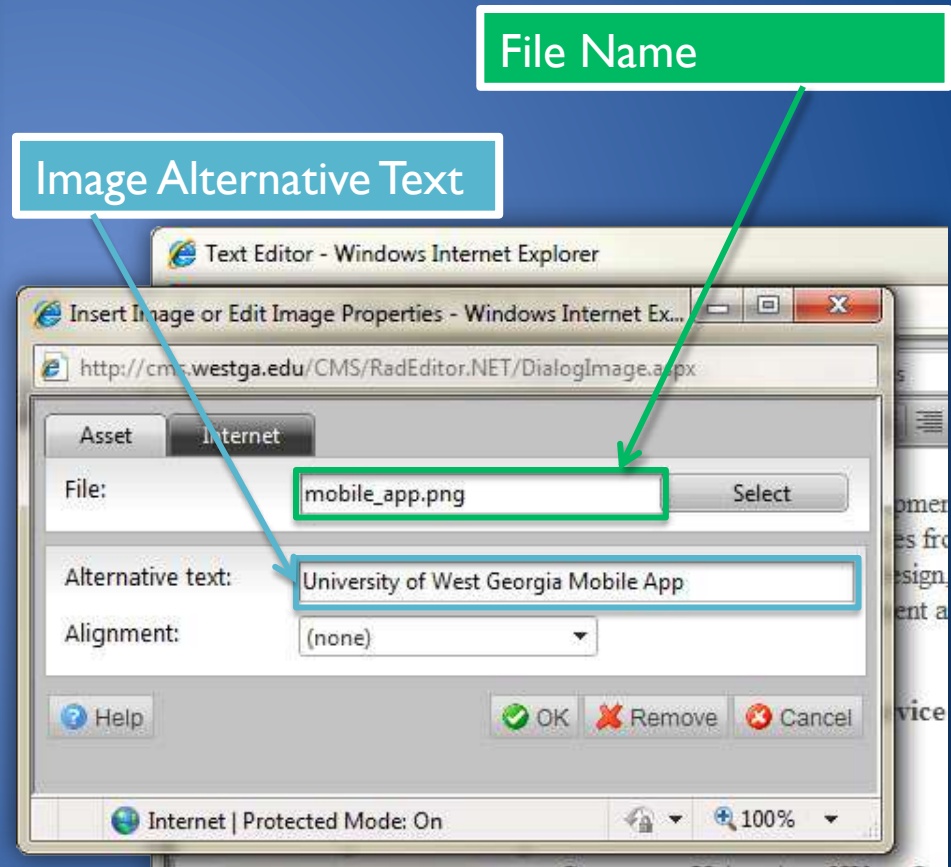 File Name
Image Alternative Text
Text Editor - Windows Internet Explorer
Insert Image or Edit Image Properties - Windows Internet Ex...
http://cms.westga.edu/CMS/RadEditor.NET/DialogImage.aspx
Asset Internet
File: mobile_app.png Select
Alternative text: University of West Georgia Mobile App
Alignment: (none)
Help OK Remove Cancel
vice
Internet | Protected Mode: On 100%